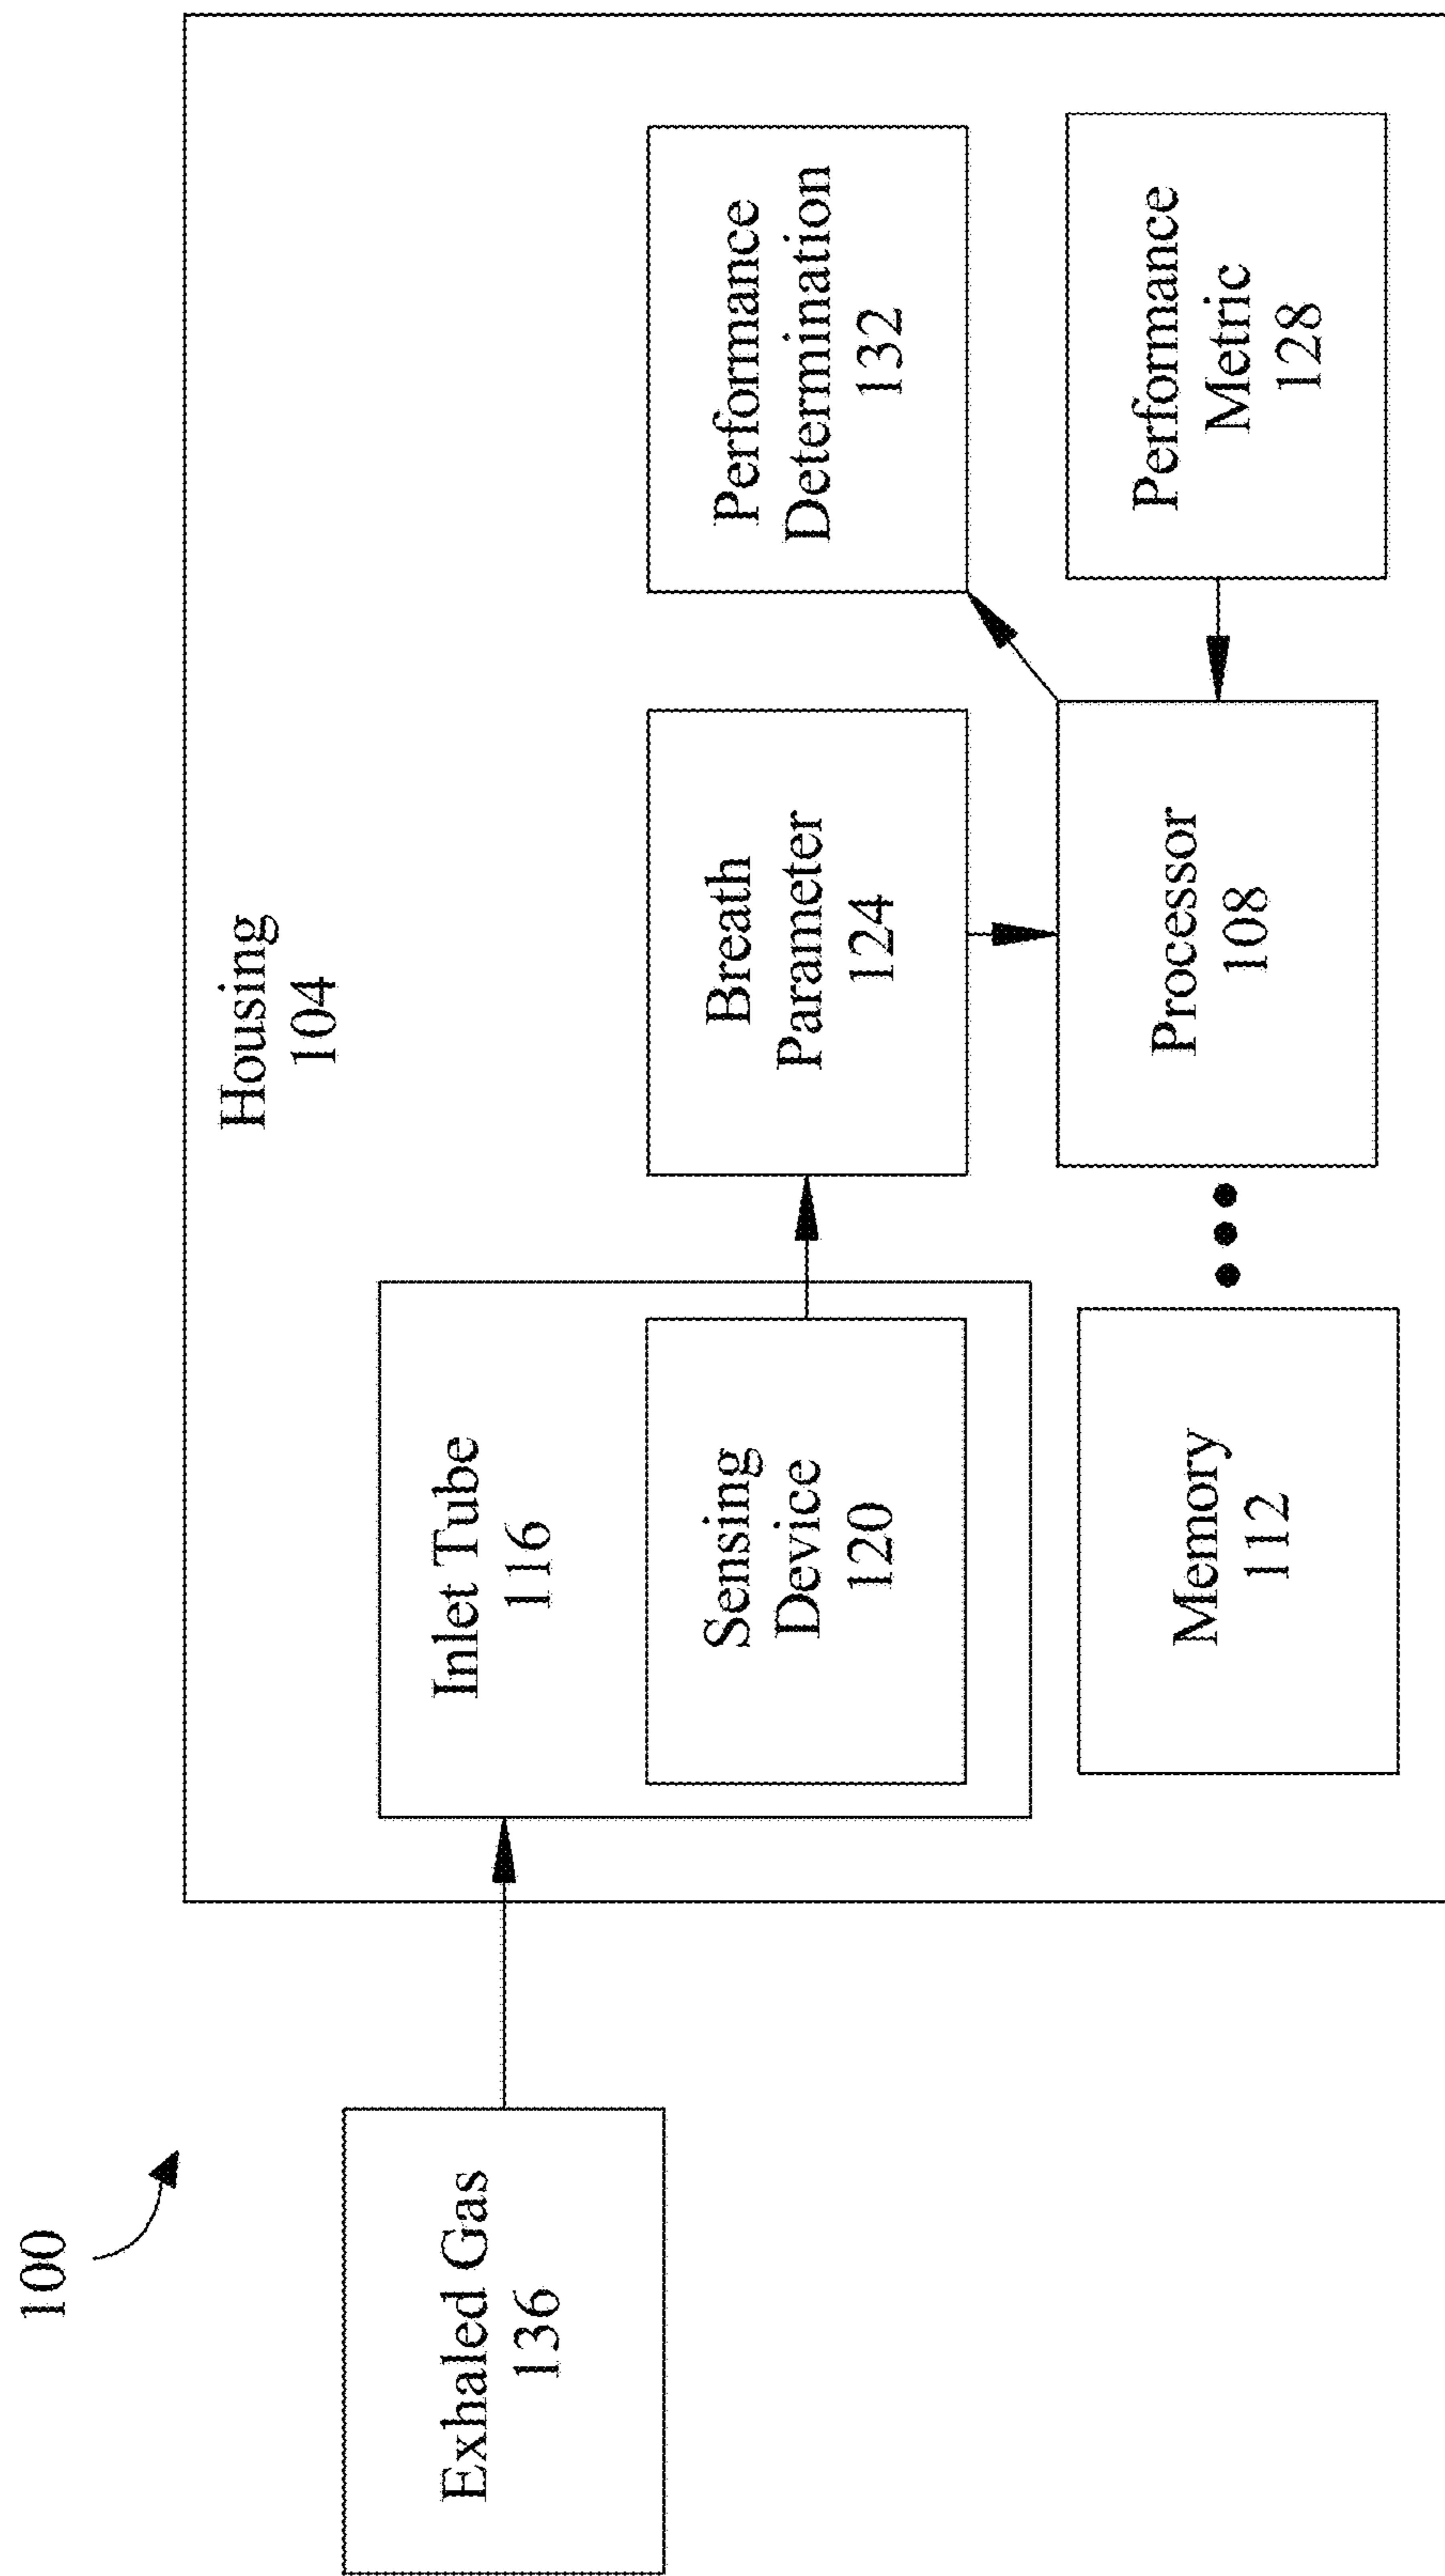 100
Housing
104
Exhaled Gas
136
Inlet Tube
116
Sensing
Device
120
Breath
Parameter
124
Performance
Determination
132
Memory
112
Processor
108
Performance
Metric
128